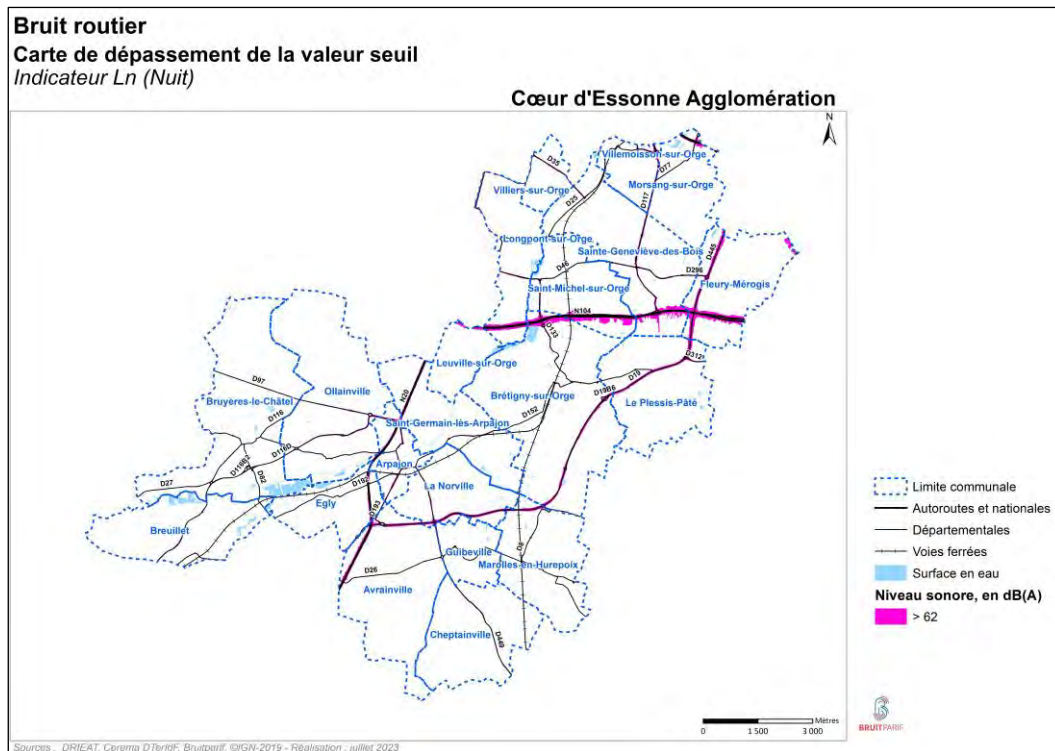 Bruit routier
Carte de dépassement de la valeur seuil
Indicateur Ln (Nuit)
Cœur d'Essonne Agglomération
N
Villemoisson-sur-Orge
D35
D77
Villiers-sur-Orge
Morsang-sur-Orge
D25
D117
Longpont-sur-Orge
Sainte-Geneviève-des-Bois
D445
D46
D296
Saint-Michel-sur-Orge
Fleury-Mérogis
N104
D133
Leuville-sur-Orge
D312
D97
Ollainville
N20
Brétigny-sur-Orge
D19
D19B6
Bruyères-le-Châtel
Le Plessis-Pâté
D116
Saint-Germain-lès-Arpajon
D152
D116D
Arpajon
D27
D82
D192
La Norville
Egly
Breuillet
D193
Guibeville
D8
Marolles-en-Hurepoix
D26
Avrainville
Cheptainville
D449
Limite communale
Autoroutes et nationales
Départementales
Voies ferrées
Surface en eau
Niveau sonore, en dB(A)
> 62
Mètres
0 1 500 3 000
BRUITPARIF
Sources : DRIEAT, Cerema DTerIdF, Bruitparif, ©IGN-2019 - Réalisation : juillet 2023